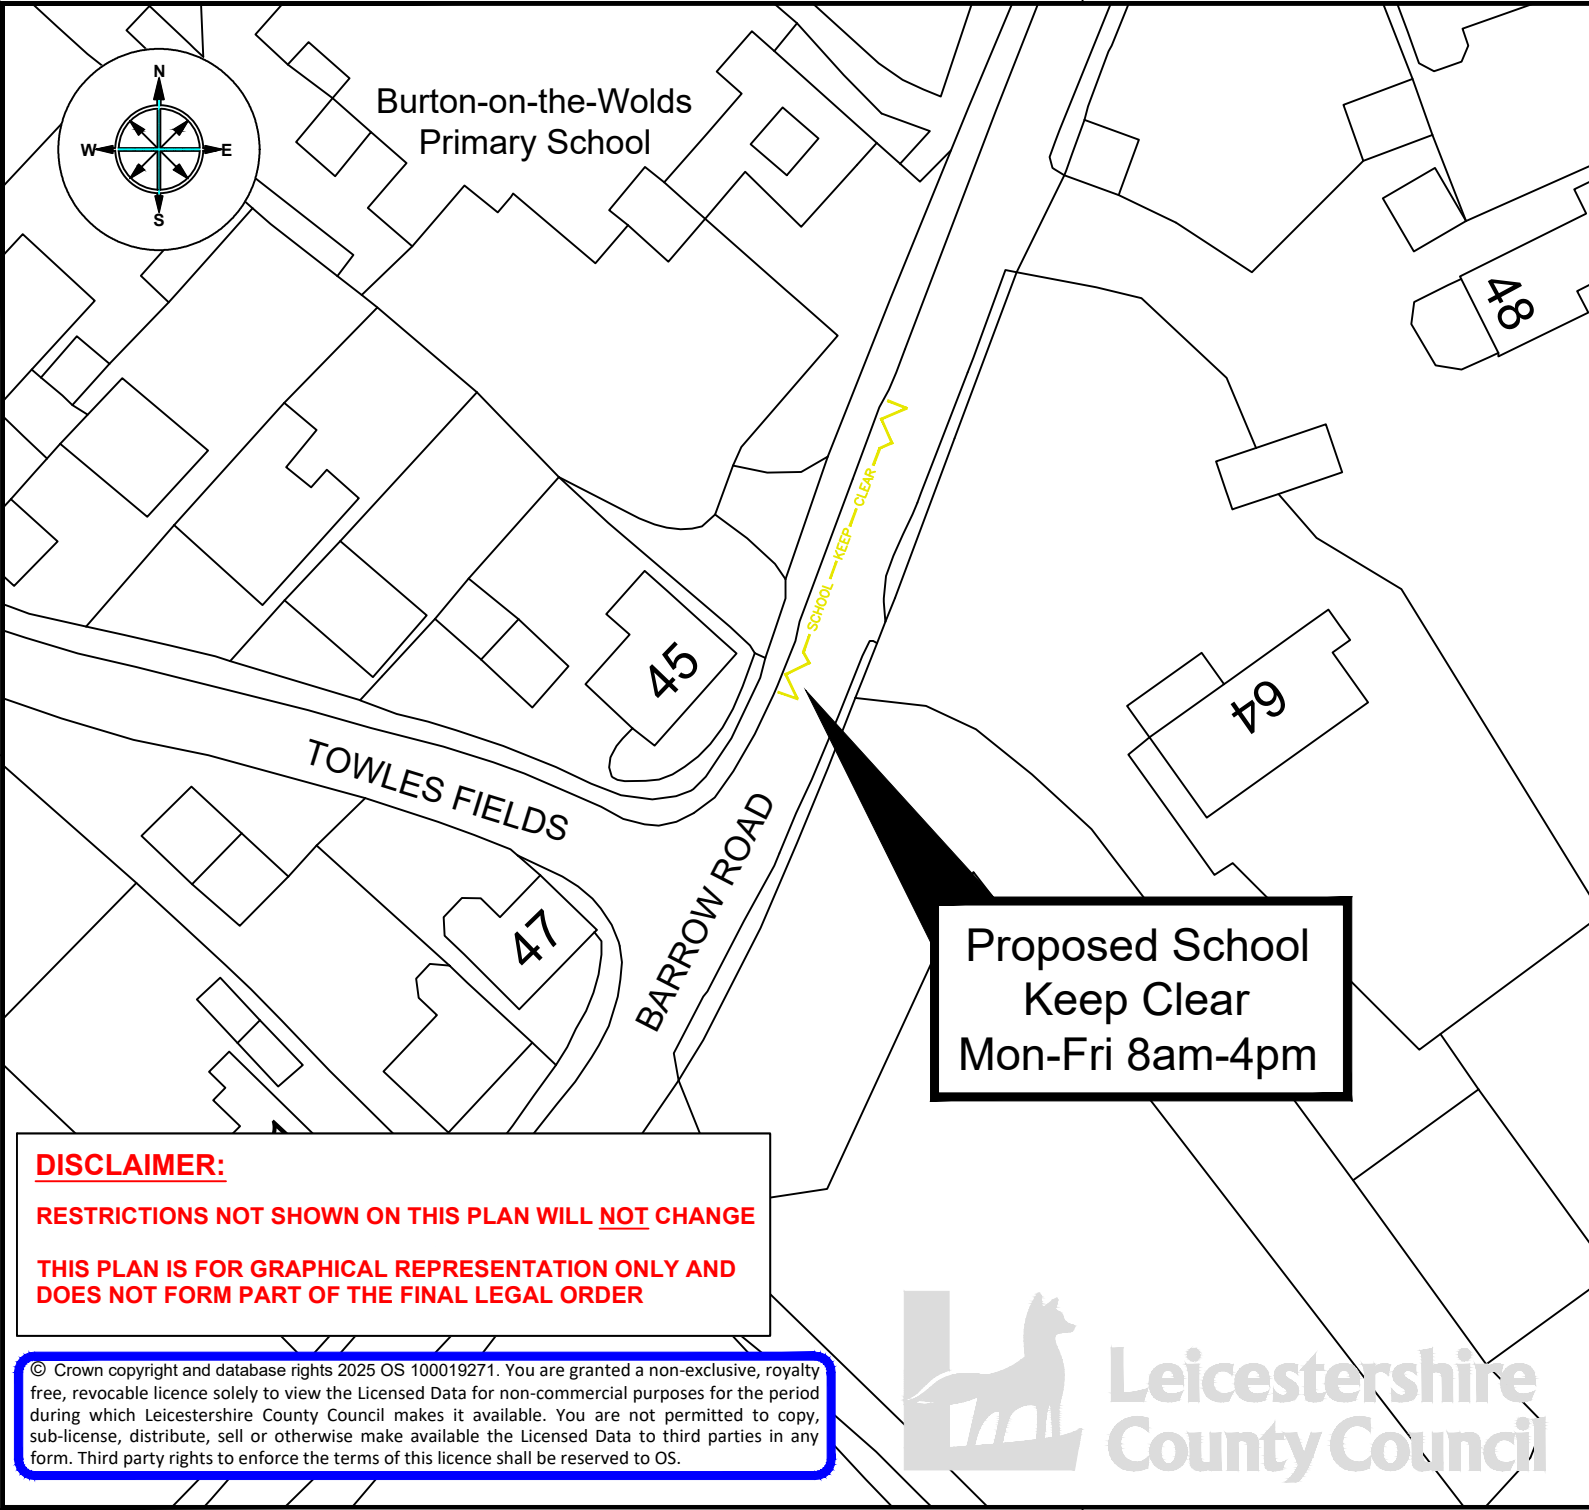 N
W
E
S
Burton-on-the-Wolds
Primary School
48
SCHOOL KEEP CLEAR
45
64
TOWLES FIELDS
BARROW ROAD
47
Proposed School
Keep Clear
Mon-Fri 8am-4pm
DISCLAIMER:
RESTRICTIONS NOT SHOWN ON THIS PLAN WILL NOT CHANGE
THIS PLAN IS FOR GRAPHICAL REPRESENTATION ONLY AND
DOES NOT FORM PART OF THE FINAL LEGAL ORDER
© Crown copyright and database rights 2025 OS 100019271. You are granted a non-exclusive, royalty
free, revocable licence solely to view the Licensed Data for non-commercial purposes for the period
during which Leicestershire County Council makes it available. You are not permitted to copy,
sub-license, distribute, sell or otherwise make available the Licensed Data to third parties in any
form. Third party rights to enforce the terms of this licence shall be reserved to OS.
Leicestershire
County Council